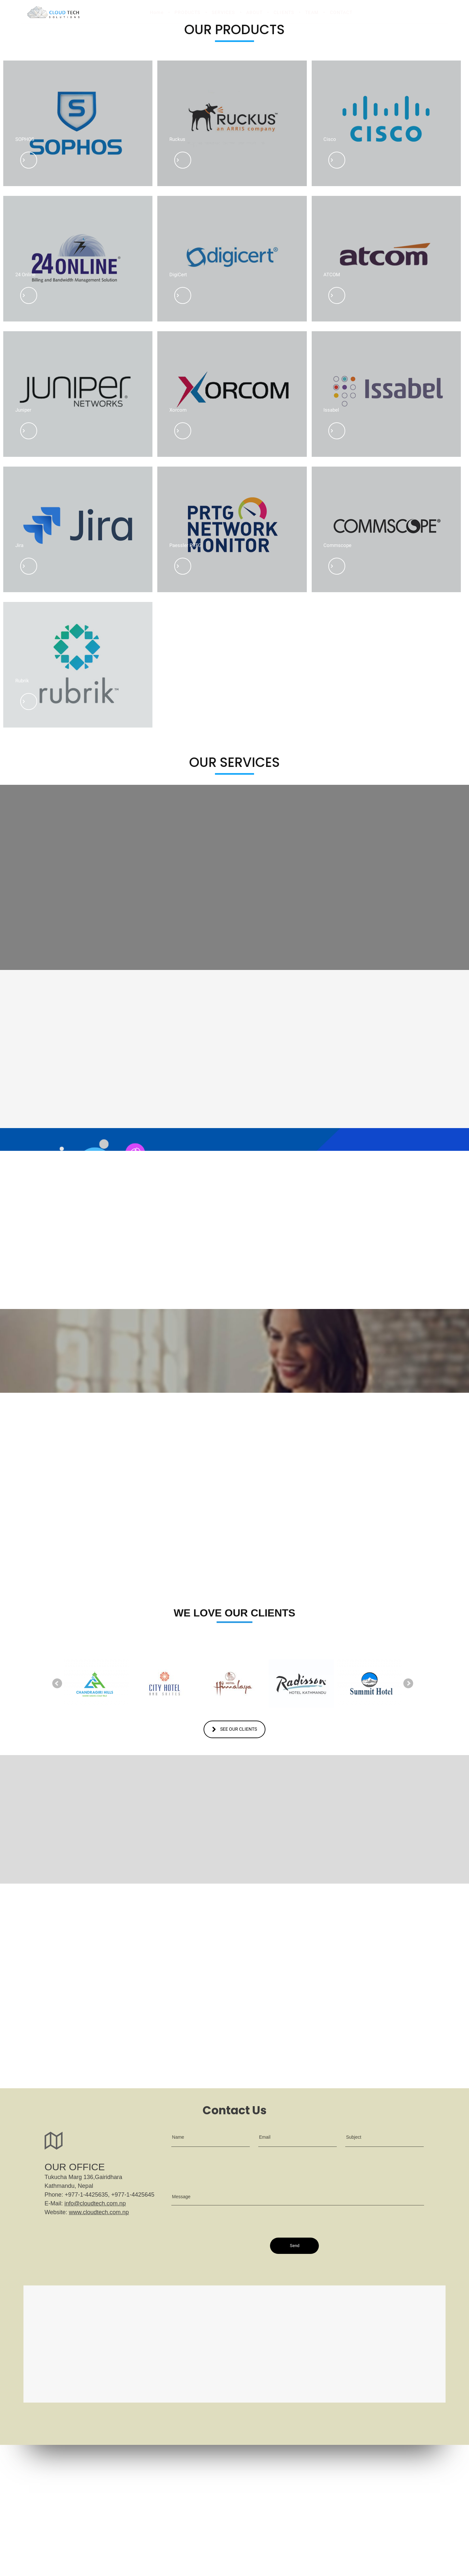 CLOUD TECH
SOLUTIONS
OUR PRODUCTS
SOPHOS
SOPHOS
RUCKUS
an ARRIS company
Ruckus
CISCO
Cisco
24ONLINE
Billing and Bandwidth Management Solution
digicert
DigiCert
atcom
ATCOM
JUNIPER
NETWORKS
Juniper
XORCOM
Issabel
Issabel
Jira
Jira
PRTG
NETWORK
MONITOR
COMMSCOPE
Commscope
rubrik
Rubrik
OUR SERVICES
WE LOVE OUR CLIENTS
CHANDRAGIRI HILLS
CITY HOTEL
Himalaya
Radisson
HOTEL KATHMANDU
Summit Hotel
SEE OUR CLIENTS
Contact Us
Name
Email
Subject
OUR OFFICE
Tukucha Marg 136,Gairidhara
Kathmandu, Nepal
Phone: +977-1-4425635, +977-1-4425645
E-Mail: info@cloudtech.com.np
Website: www.cloudtech.com.np
Message
Send